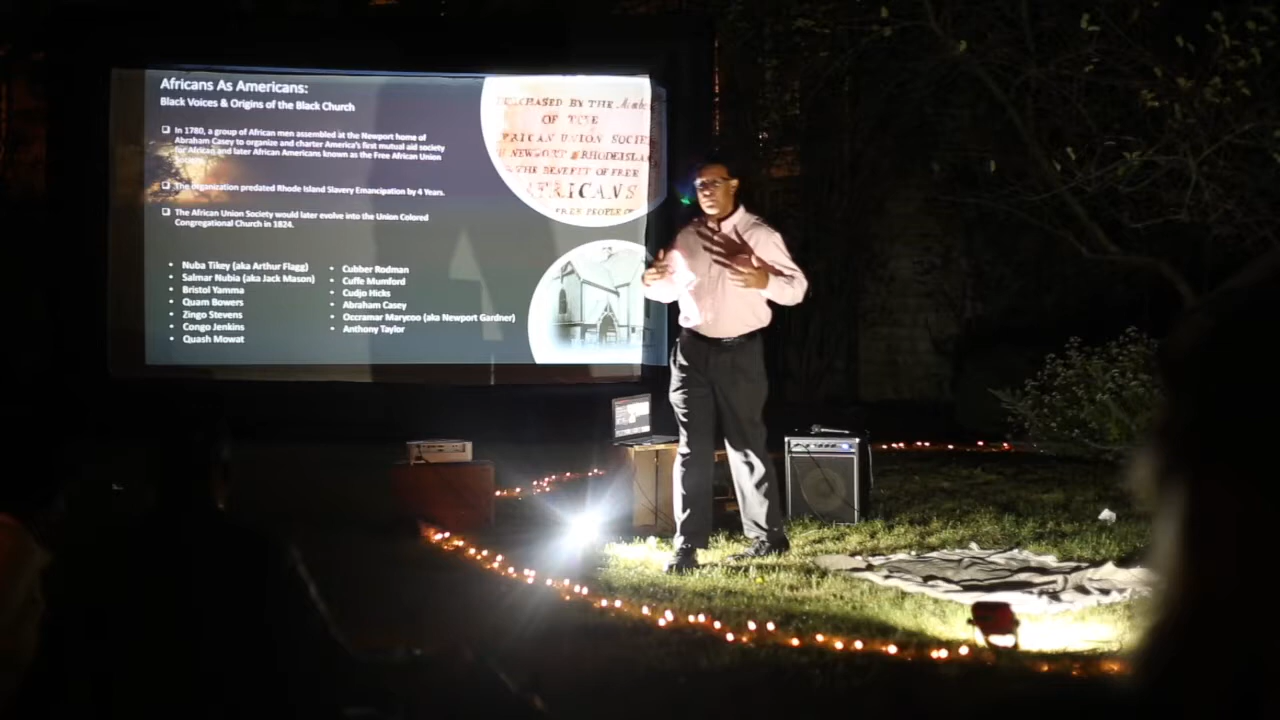 Africans As Americans:
Black Voices & Origins of the Black Church
In 1780, a group of African men assembled at the Newport home of
Abraham Casey to organize and charter America's first mutual aid society
for African and later African Americans known as the Free African Union
Society.
The organization predated Rhode Island Slavery Emancipation by 4 Years.
The African Union Society would later evolve into the Union Colored
Congregational Church in 1824.
Nuba Tikey (aka Arthur Flagg)
Salmar Nubia (aka Jack Mason)
Bristol Yamma
Quam Bowers
Zingo Stevens
Congo Jenkins
Quash Mowat
Cubber Rodman
Cuffe Mumford
Cudjo Hicks
Abraham Casey
Occramar Marycoo (aka Newport Gardner)
Anthony Taylor
BY THE
OF THE
UNION
NEWPORT RHODE ISLA
THE BENEFIT OF FREE
FRICANS
FREE PEOPLE